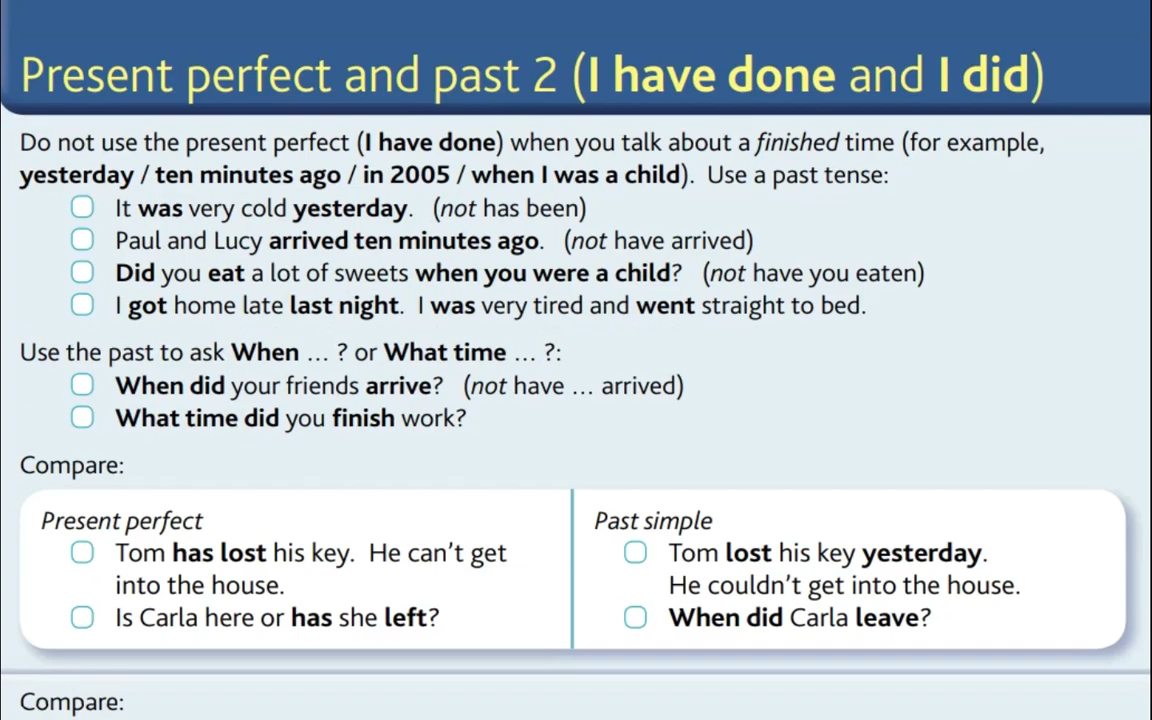 Present perfect and past 2 (I have done and I did)
Do not use the present perfect (I have done) when you talk about a finished time (for example,
yesterday / ten minutes ago / in 2005 / when I was a child). Use a past tense:
It was very cold yesterday. (not has been)
Paul and Lucy arrived ten minutes ago. (not have arrived)
Did you eat a lot of sweets when you were a child? (not have you eaten)
I got home late last night. I was very tired and went straight to bed.
Use the past to ask When … ? or What time … ?:
When did your friends arrive? (not have … arrived)
What time did you finish work?
Compare:
Present perfect
Tom has lost his key. He can't get
into the house.
Is Carla here or has she left?
Past simple
Tom lost his key yesterday.
He couldn't get into the house.
When did Carla leave?
Compare: